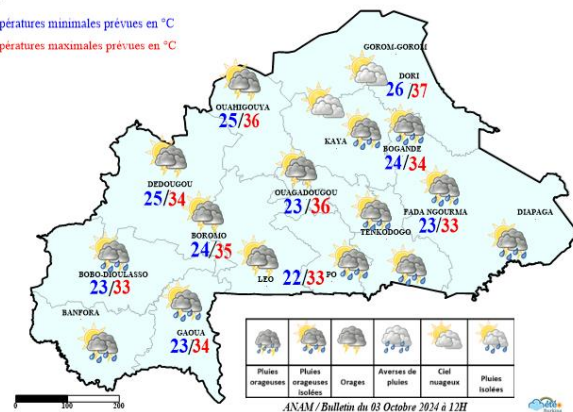 pératures minimales prévues en °C
pératures maximales prévues en °C
GOROM-GOROM
DORI
26/37
OUAHIGOUYA
25/36
KAYA
BOGANDE
24/34
DEDOUGOU
25/34
OUAGADOUGOU
23/36
FADA NGOURMA
23/33
DIAPAGA
BOROMO
24/35
TENKODOGO
BOBO-DIOULASSO
23/33
LEO
22/33
PO
BANFORA
GAOUA
23/34
Pluies orageuses
Pluies orageuses isolées
Orages
Averses de pluies
Ciel nuageux
Pluies isolées
0 100 200
ANAM / Bulletin du 03 Octobre 2024 à 12H